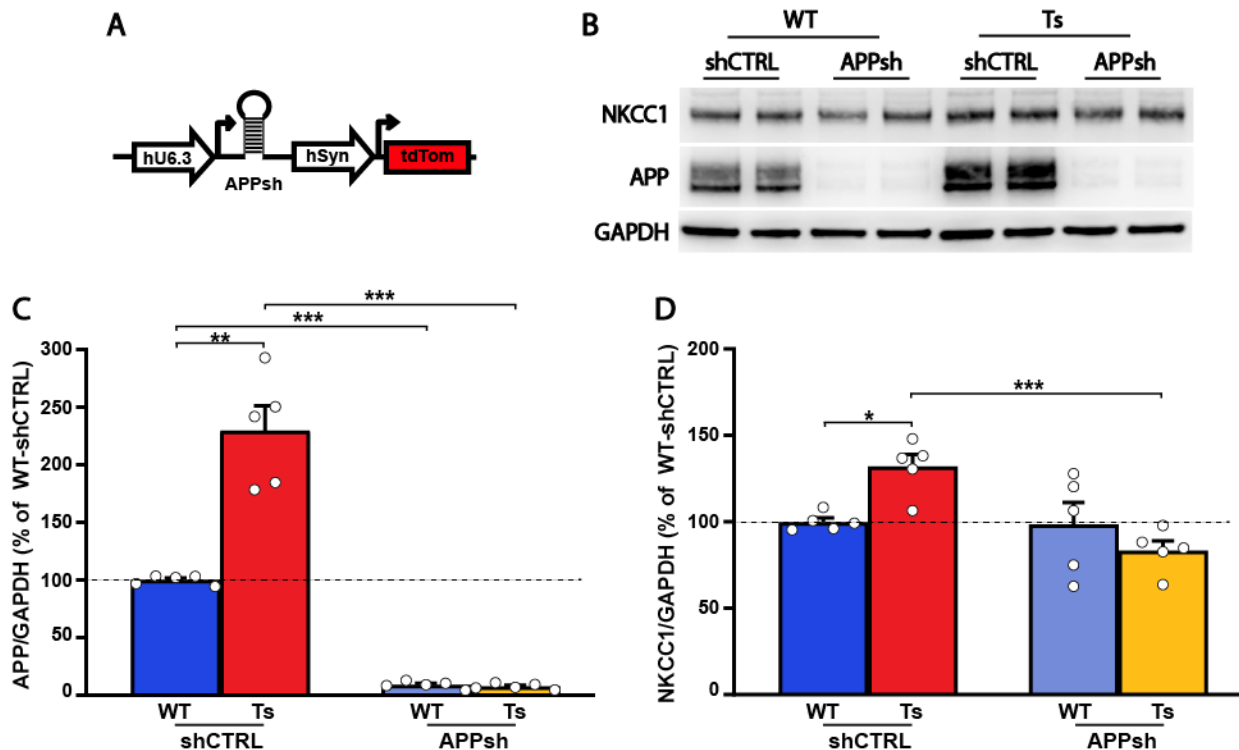 A
hU6.3
APPsh
hSyn
tdTom
B
WT
Ts
shCTRL
APPsh
shCTRL
APPsh
NKCC1
APP
GAPDH
C
APP/GAPDH (% of WT-shCTRL)
300
250
200
150
100
50
0
***
***
**
WT
Ts
WT
Ts
shCTRL
APPsh
D
NKCC1/GAPDH (% of WT-shCTRL)
200
150
100
50
0
***
*
WT
Ts
WT
Ts
shCTRL
APPsh